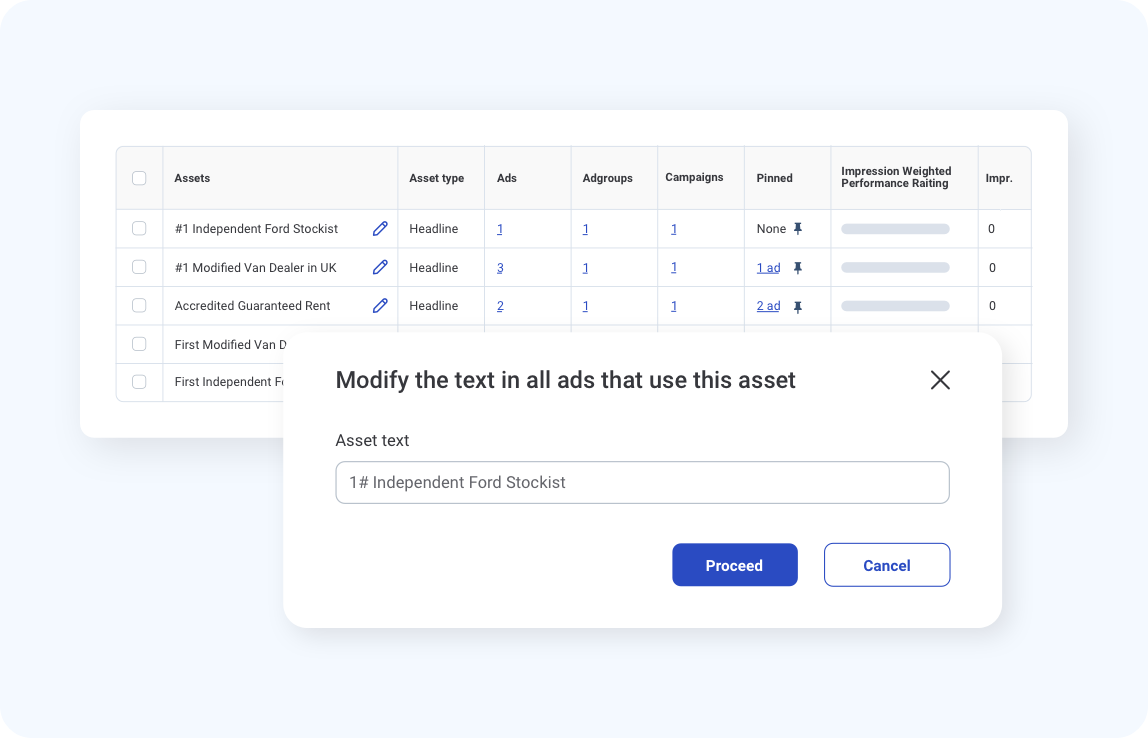 Assets Asset type Ads Adgroups Campaigns Pinned Impression Weighted Performance Raiting Impr.
#1 Independent Ford Stockist Headline 1 1 1 None 0
#1 Modified Van Dealer in UK Headline 3 1 1 1 ad 0
Accredited Guaranteed Rent Headline 2 1 1 2 ad 0
First Modified Van
First Independent
Modify the text in all ads that use this asset
Asset text
1# Independent Ford Stockist
Proceed Cancel